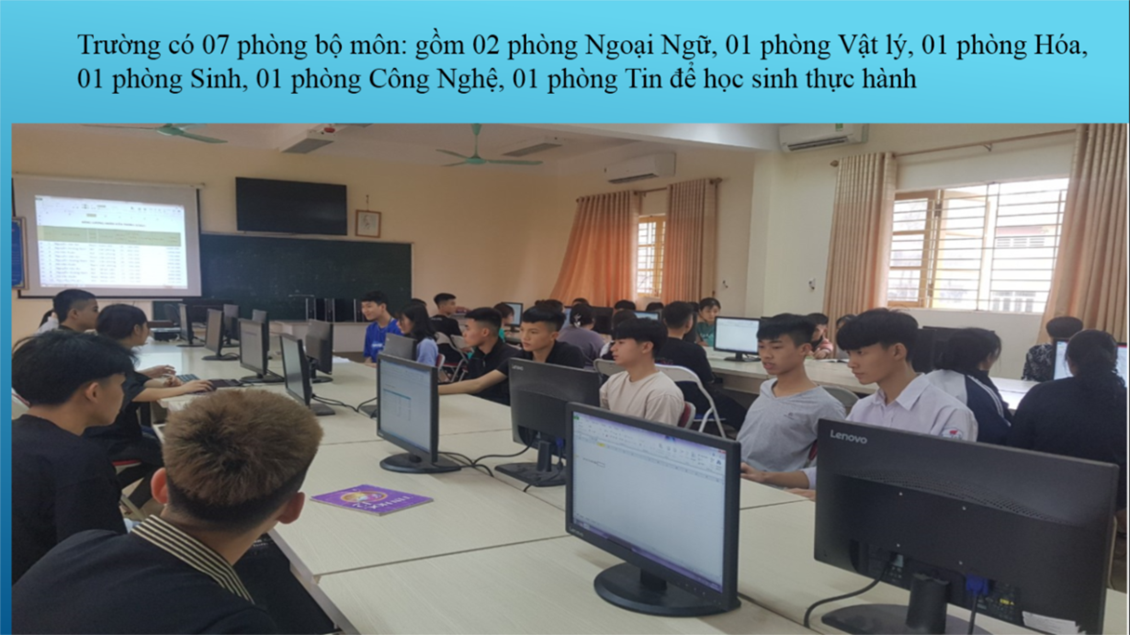 Trường có 07 phòng bộ môn: gồm 02 phòng Ngoại Ngữ, 01 phòng Vật lý, 01 phòng Hóa,
01 phòng Sinh, 01 phòng Công Nghệ, 01 phòng Tin để học sinh thực hành
Lenovo